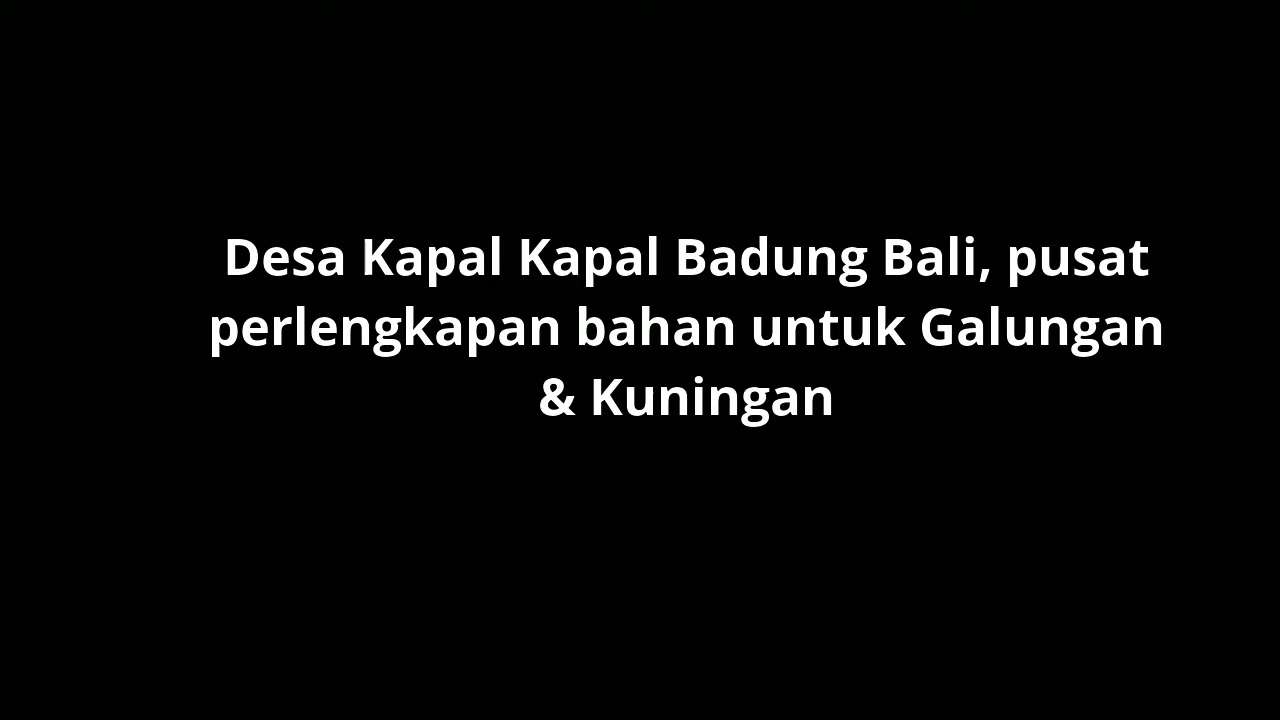 Desa Kapal Kapal Badung Bali, pusat
perlengkapan bahan untuk Galungan
& Kuningan